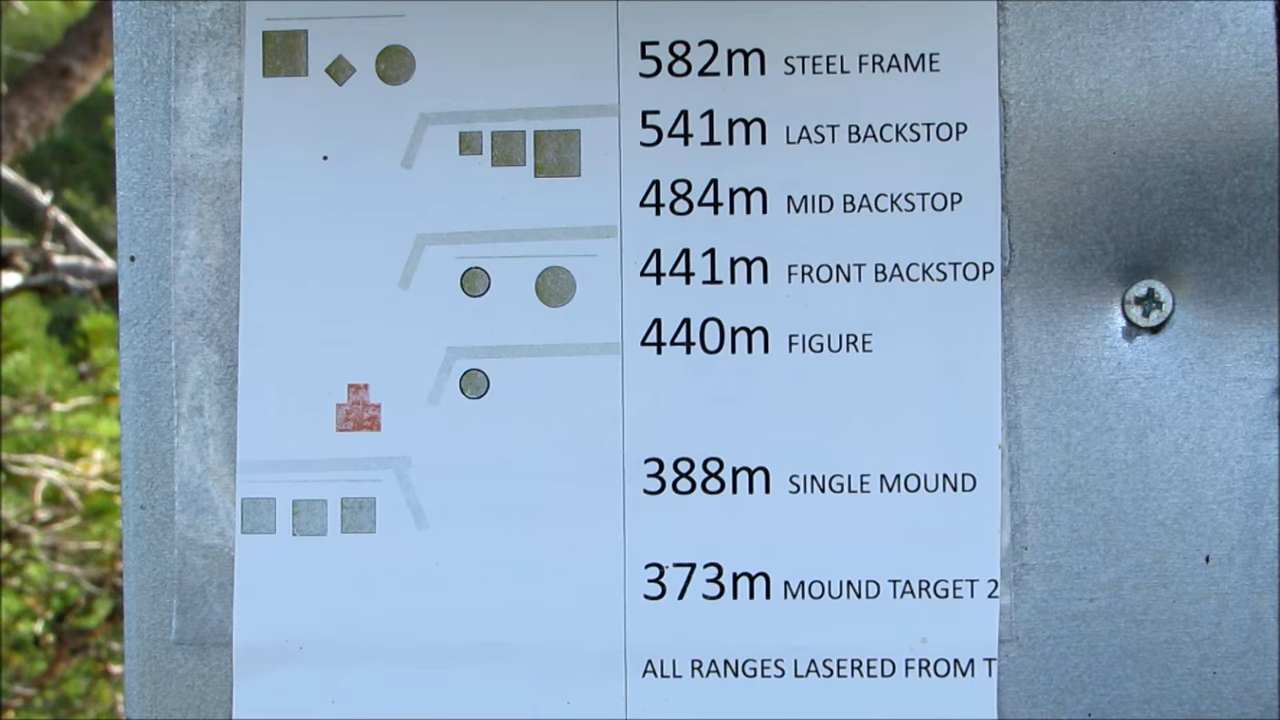 582m STEEL FRAME
541m LAST BACKSTOP
484m MID BACKSTOP
441m FRONT BACKSTOP
440m FIGURE
388m SINGLE MOUND
373m MOUND TARGET 2
ALL RANGES LASERED FROM